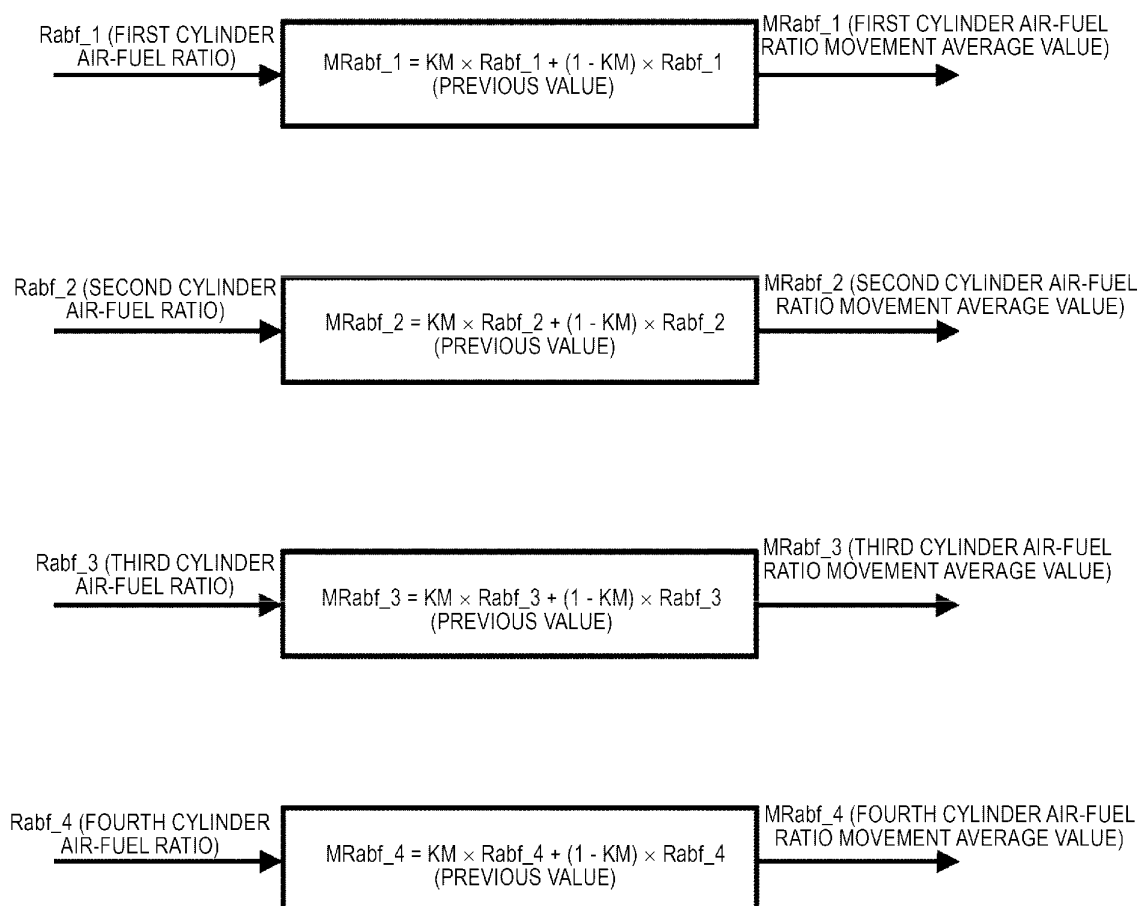 Rabf_1 (FIRST CYLINDER
AIR-FUEL RATIO)
MRabf_1 = KM × Rabf_1 + (1 - KM) × Rabf_1
(PREVIOUS VALUE)
MRabf_1 (FIRST CYLINDER AIR-FUEL
RATIO MOVEMENT AVERAGE VALUE)
Rabf_2 (SECOND CYLINDER
AIR-FUEL RATIO)
MRabf_2 = KM × Rabf_2 + (1 - KM) × Rabf_2
(PREVIOUS VALUE)
MRabf_2 (SECOND CYLINDER AIR-FUEL
RATIO MOVEMENT AVERAGE VALUE)
Rabf_3 (THIRD CYLINDER
AIR-FUEL RATIO)
MRabf_3 = KM × Rabf_3 + (1 - KM) × Rabf_3
(PREVIOUS VALUE)
MRabf_3 (THIRD CYLINDER AIR-FUEL
RATIO MOVEMENT AVERAGE VALUE)
Rabf_4 (FOURTH CYLINDER
AIR-FUEL RATIO)
MRabf_4 = KM × Rabf_4 + (1 - KM) × Rabf_4
(PREVIOUS VALUE)
MRabf_4 (FOURTH CYLINDER AIR-FUEL
RATIO MOVEMENT AVERAGE VALUE)